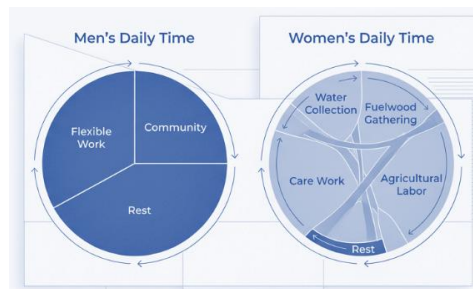 Men's Daily Time
Flexible
Work
Community
Rest
Women's Daily Time
Water
Collection
Fuelwood
Gathering
Care Work
Agricultural
Labor
Rest